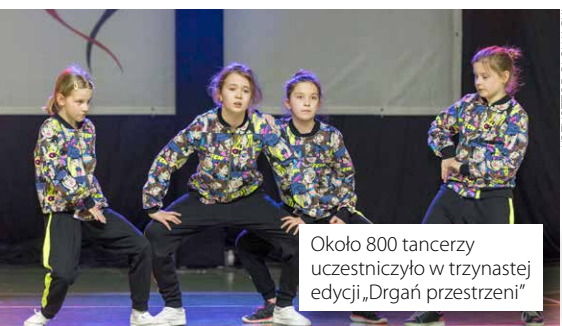 Około 800 tancerzy
uczestniczyło w trzynastej
edycji „Drgań przestrzeni”